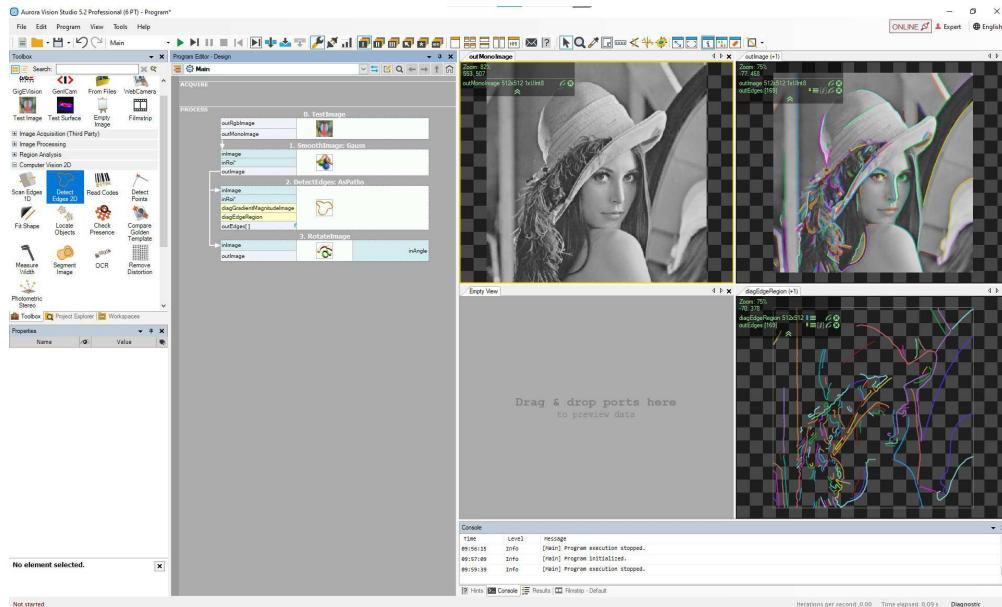 Aurora Vision Studio 5.2 Professional (6 PT) - Program*
File Edit Program View Tools Help
ONLINE Expert English
Main
Toolbox
Search:
GigEVision GenICam From Files WebCamera
Test Image Test Surface Empty Image Filmstrip
Image Acquisition (Third Party)
Image Processing
Region Analysis
Computer Vision 2D
Scan Edges 1D Detect Edges 2D Read Codes Detect Points
Fit Shape Locate Objects Check Presence Compare Golden Template
Measure Width Segment Image OCR Remove Distortion
Photometric Stereo
Toolbox Project Explorer Workspaces
Properties
Name Value
No element selected.
Program Editor - Design
Main
ACQUIRE
PROCESS
0. TestImage
outRgbImage
outMonoImage
1. SmoothImage: Gauss
inImage
inRoi*
outImage
2. DetectEdges: AsPaths
inImage
inRoi*
diagGradientMagnitudeImage
diagEdgeRegion
outEdges[]
3. RotateImage
inImage inAngle
outImage
outMonoImage
Zoom: 82%
553, 507
outMonoImage 512x512 1xUInt8
outImage (+1)
Zoom: 75%
-77, 458
outImage 512x512 1xUInt8
outEdges [169]
Empty View
Drag & drop ports here
to preview data
diagEdgeRegion (+1)
Zoom: 75%
-70, 378
diagEdgeRegion 512x512
outEdges [169]
Console
Time Level Message
09:56:15 Info [Main] Program execution stopped.
09:57:09 Info [Main] Program initialized.
09:59:39 Info [Main] Program execution stopped.
Hints Console Results Filmstrip - Default
Not started
Iterations per second: 0.00 Time elapsed: 0.09 s Diagnostic